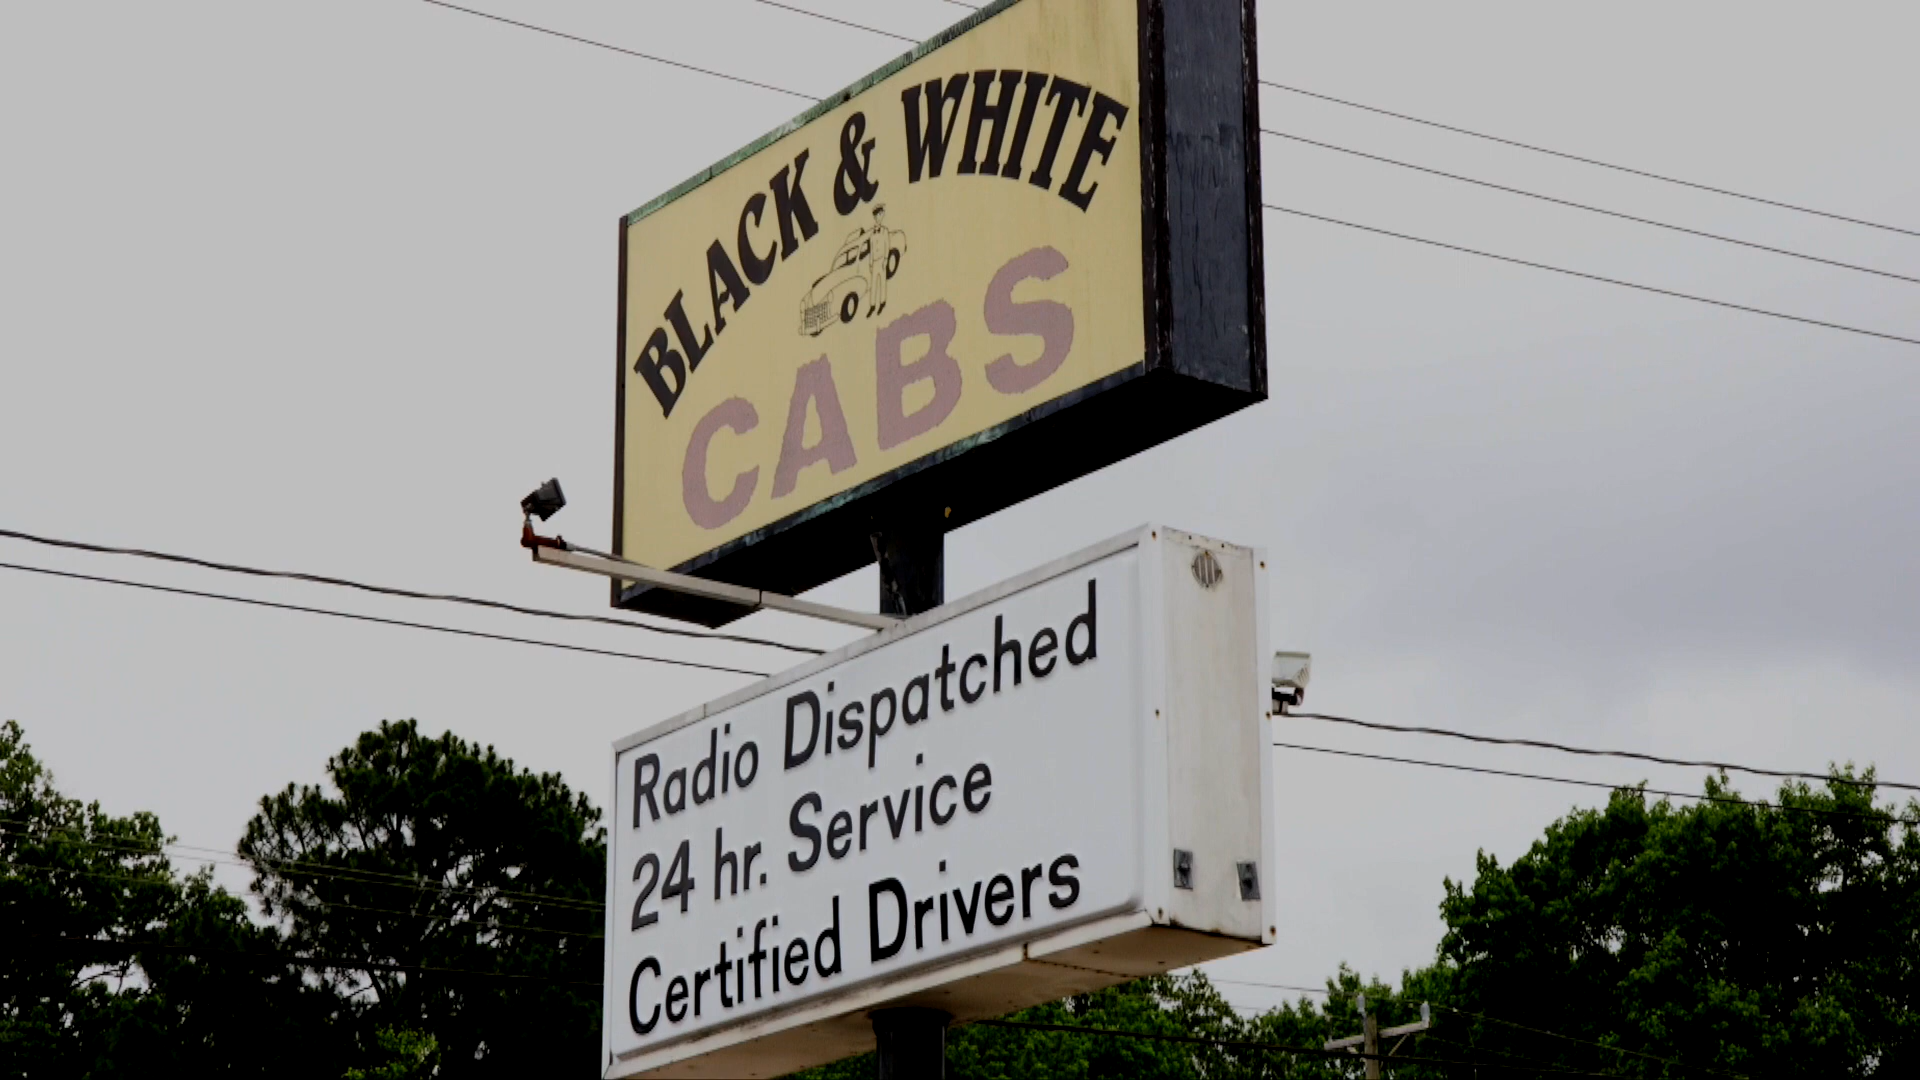 BLACK & WHITE
CABS
Radio Dispatched
24 hr. Service
Certified Drivers